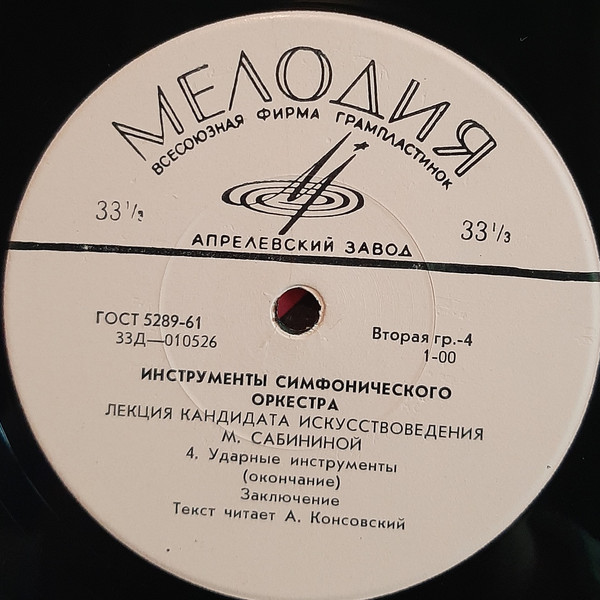 МЕЛОДИЯ
ВСЕСОЮЗНАЯ ФИРМА ГРАМПЛАСТИНОК
33 1/3
33 1/3
АПРЕЛЕВСКИЙ ЗАВОД
ГОСТ 5289-61
33Д—010526
Вторая гр.-4
1-00
ИНСТРУМЕНТЫ СИМФОНИЧЕСКОГО
ОРКЕСТРА
ЛЕКЦИЯ КАНДИДАТА ИСКУССТВОВЕДЕНИЯ
М. САБИНИНОЙ
4. Ударные инструменты
(окончание)
Заключение
Текст читает А. Консовский